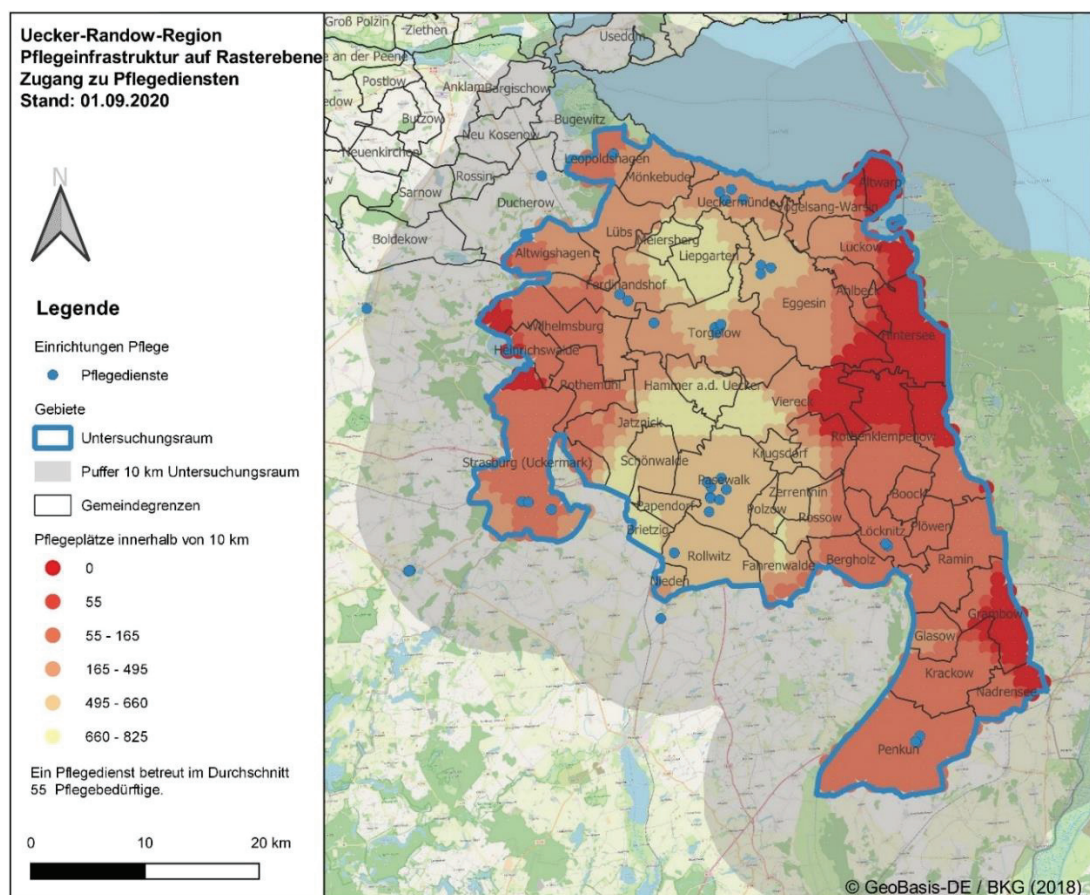 Uecker-Randow-Region
Pflegeinfrastruktur auf Rasterebene
Zugang zu Pflegediensten
Stand: 01.09.2020
N
Legende
Einrichtungen Pflege
Pflegedienste
Gebiete
Untersuchungsraum
Puffer 10 km Untersuchungsraum
Gemeindegrenzen
Pflegeplätze innerhalb von 10 km
0
55
55 - 165
165 - 495
495 - 660
660 - 825
Ein Pflegedienst betreut im Durchschnitt
55 Pflegebedürftige.
0 10 20 km
Groß Polzin
Ziethen
Usedom
e an der Peene
Postlow
Anklam
Bargischow
Butzow
Bugewitz
Neu Kosenow
Neuenkirchen
Leopoldshagen
Rossin
Mönkebude
Altwarp
Sarnow
Ducherow
Ueckermünde
Vogelsang-Warsin
Boldekow
Lübs
Meiersberg
Altwigshagen
Liepgarten
Luckow
Ferdinandshof
Ahlbeck
Eggesin
Wilhelmsburg
Torgelow
Hintersee
Heinrichswalde
Rothemühl
Hammer a.d. Uecker
Viereck
Jatznick
Rothenklempenow
Strasburg (Uckermark)
Schönwalde
Krugsdorf
Pasewalk
Zerrenthin
Boock
Papendorf
Polzow
Rossow
Brietzig
Löcknitz
Plöwen
Rollwitz
Fahrenwalde
Bergholz
Ramin
Nieden
Grambow
Glasow
Krackow
Nadrensee
Penkun
© GeoBasis-DE / BKG (2018)